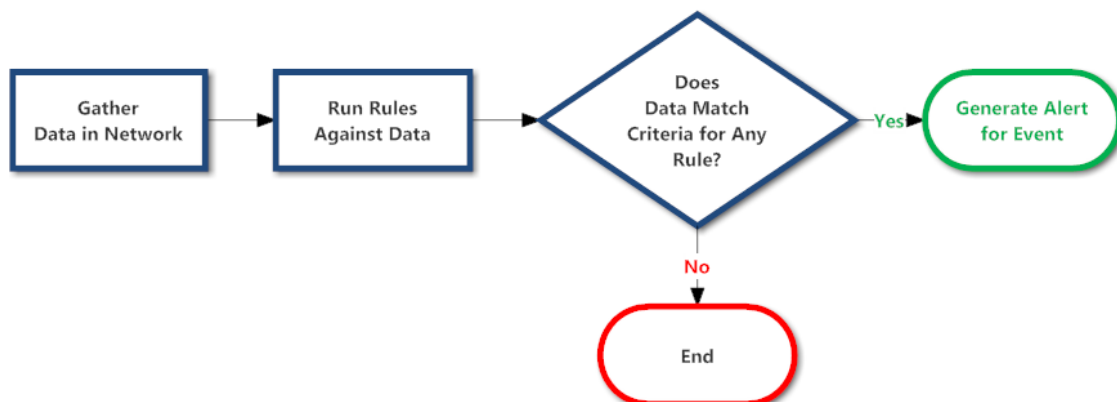 Gather
Data in Network
Run Rules
Against Data
Does
Data Match
Criteria for Any
Rule?
Yes
Generate Alert
for Event
No
End